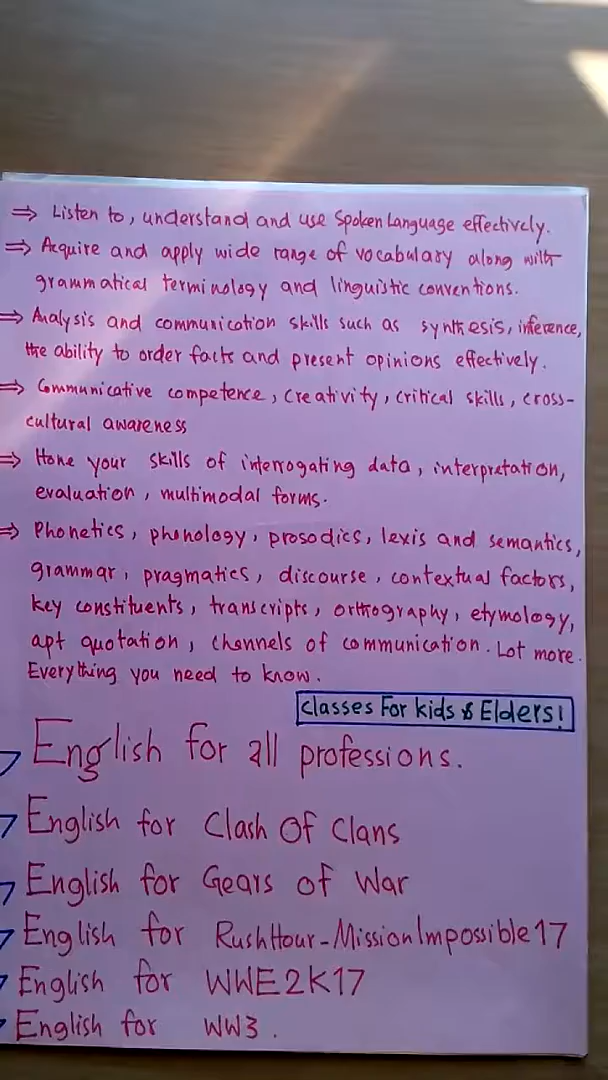 ⇒ Listen to, understand and use Spoken Language effectively.
⇒ Acquire and apply wide range of vocabulary along with
grammatical terminology and linguistic conventions.
⇒ Analysis and communication skills such as synthesis, inference,
the ability to order facts and present opinions effectively.
⇒ Communicative competence, creativity, critical skills, cross-
cultural awareness
⇒ Hone your skills of interrogating data, interpretation,
evaluation, multimodal forms.
⇒ Phonetics, phonology, prosodics, lexis and semantics,
grammar, pragmatics, discourse, contextual factors,
key constituents, transcripts, orthography, etymology,
apt quotation, channels of communication. Lot more.
Everything you need to know.
Classes For kids & Elders!
English for all professions.
English for Clash Of Clans
English for Gears of War
English for RushHour-MissionImpossible17
English for WWE2K17
English for WW3.